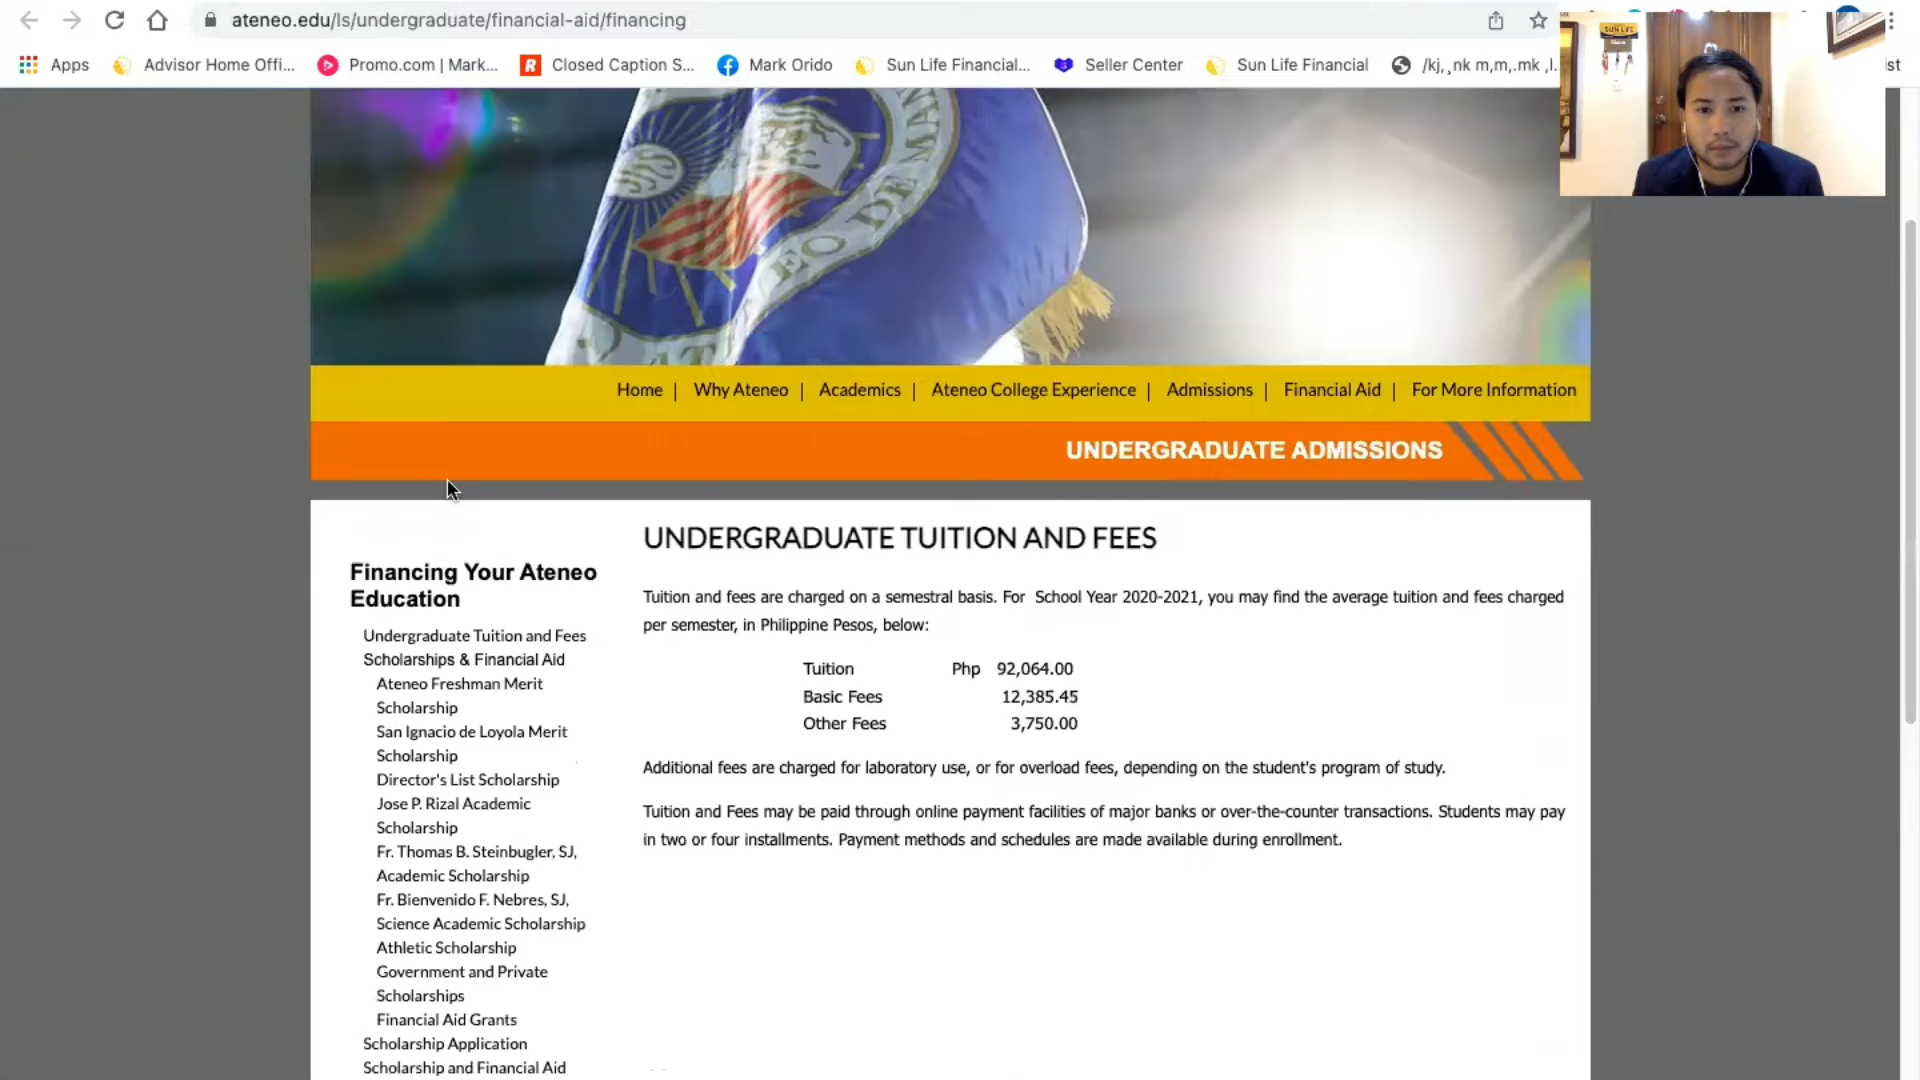 ateneo.edu/ls/undergraduate/financial-aid/financing
Apps
Advisor Home Offi...
Promo.com | Mark...
Closed Caption S...
Mark Orido
Sun Life Financial...
Seller Center
Sun Life Financial
/kj,¸nk m,m,.mk ,l.
ist
SUN LIFE
EO DE MAN
Home | Why Ateneo | Academics | Ateneo College Experience | Admissions | Financial Aid | For More Information
UNDERGRADUATE ADMISSIONS
Financing Your Ateneo
Education
Undergraduate Tuition and Fees
Scholarships & Financial Aid
Ateneo Freshman Merit
Scholarship
San Ignacio de Loyola Merit
Scholarship
Director's List Scholarship
Jose P. Rizal Academic
Scholarship
Fr. Thomas B. Steinbugler, SJ,
Academic Scholarship
Fr. Bienvenido F. Nebres, SJ,
Science Academic Scholarship
Athletic Scholarship
Government and Private
Scholarships
Financial Aid Grants
Scholarship Application
Scholarship and Financial Aid
UNDERGRADUATE TUITION AND FEES
Tuition and fees are charged on a semestral basis. For School Year 2020-2021, you may find the average tuition and fees charged
per semester, in Philippine Pesos, below:
Tuition Php 92,064.00
Basic Fees 12,385.45
Other Fees 3,750.00
Additional fees are charged for laboratory use, or for overload fees, depending on the student's program of study.
Tuition and Fees may be paid through online payment facilities of major banks or over-the-counter transactions. Students may pay
in two or four installments. Payment methods and schedules are made available during enrollment.